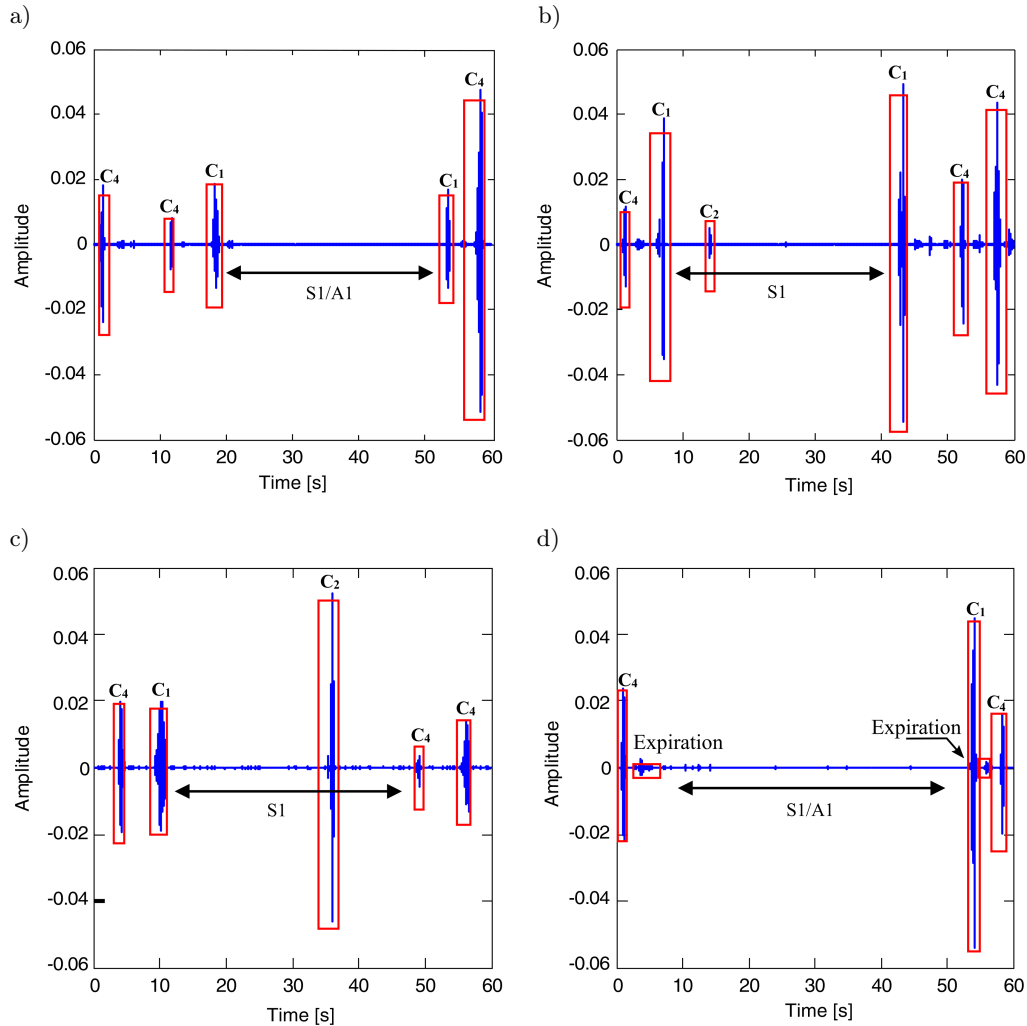 a)
0.06
0.04
0.02
0
-0.02
-0.04
-0.06
Amplitude
C4
C4
C1
C1
C4
S1/A1
0 10 20 30 40 50 60
Time [s]
b)
0.06
0.04
0.02
0
-0.02
-0.04
-0.06
Amplitude
C4
C1
C2
C1
C4
C4
S1
0 10 20 30 40 50 60
Time [s]
c)
0.06
0.04
0.02
0
-0.02
-0.04
-0.06
Amplitude
C4
C1
C2
C4
C4
S1
0 10 20 30 40 50 60
Time [s]
d)
0.06
0.04
0.02
0
-0.02
-0.04
-0.06
Amplitude
C4
Expiration
Expiration
C1
C4
S1/A1
0 10 20 30 40 50 60
Time [s]